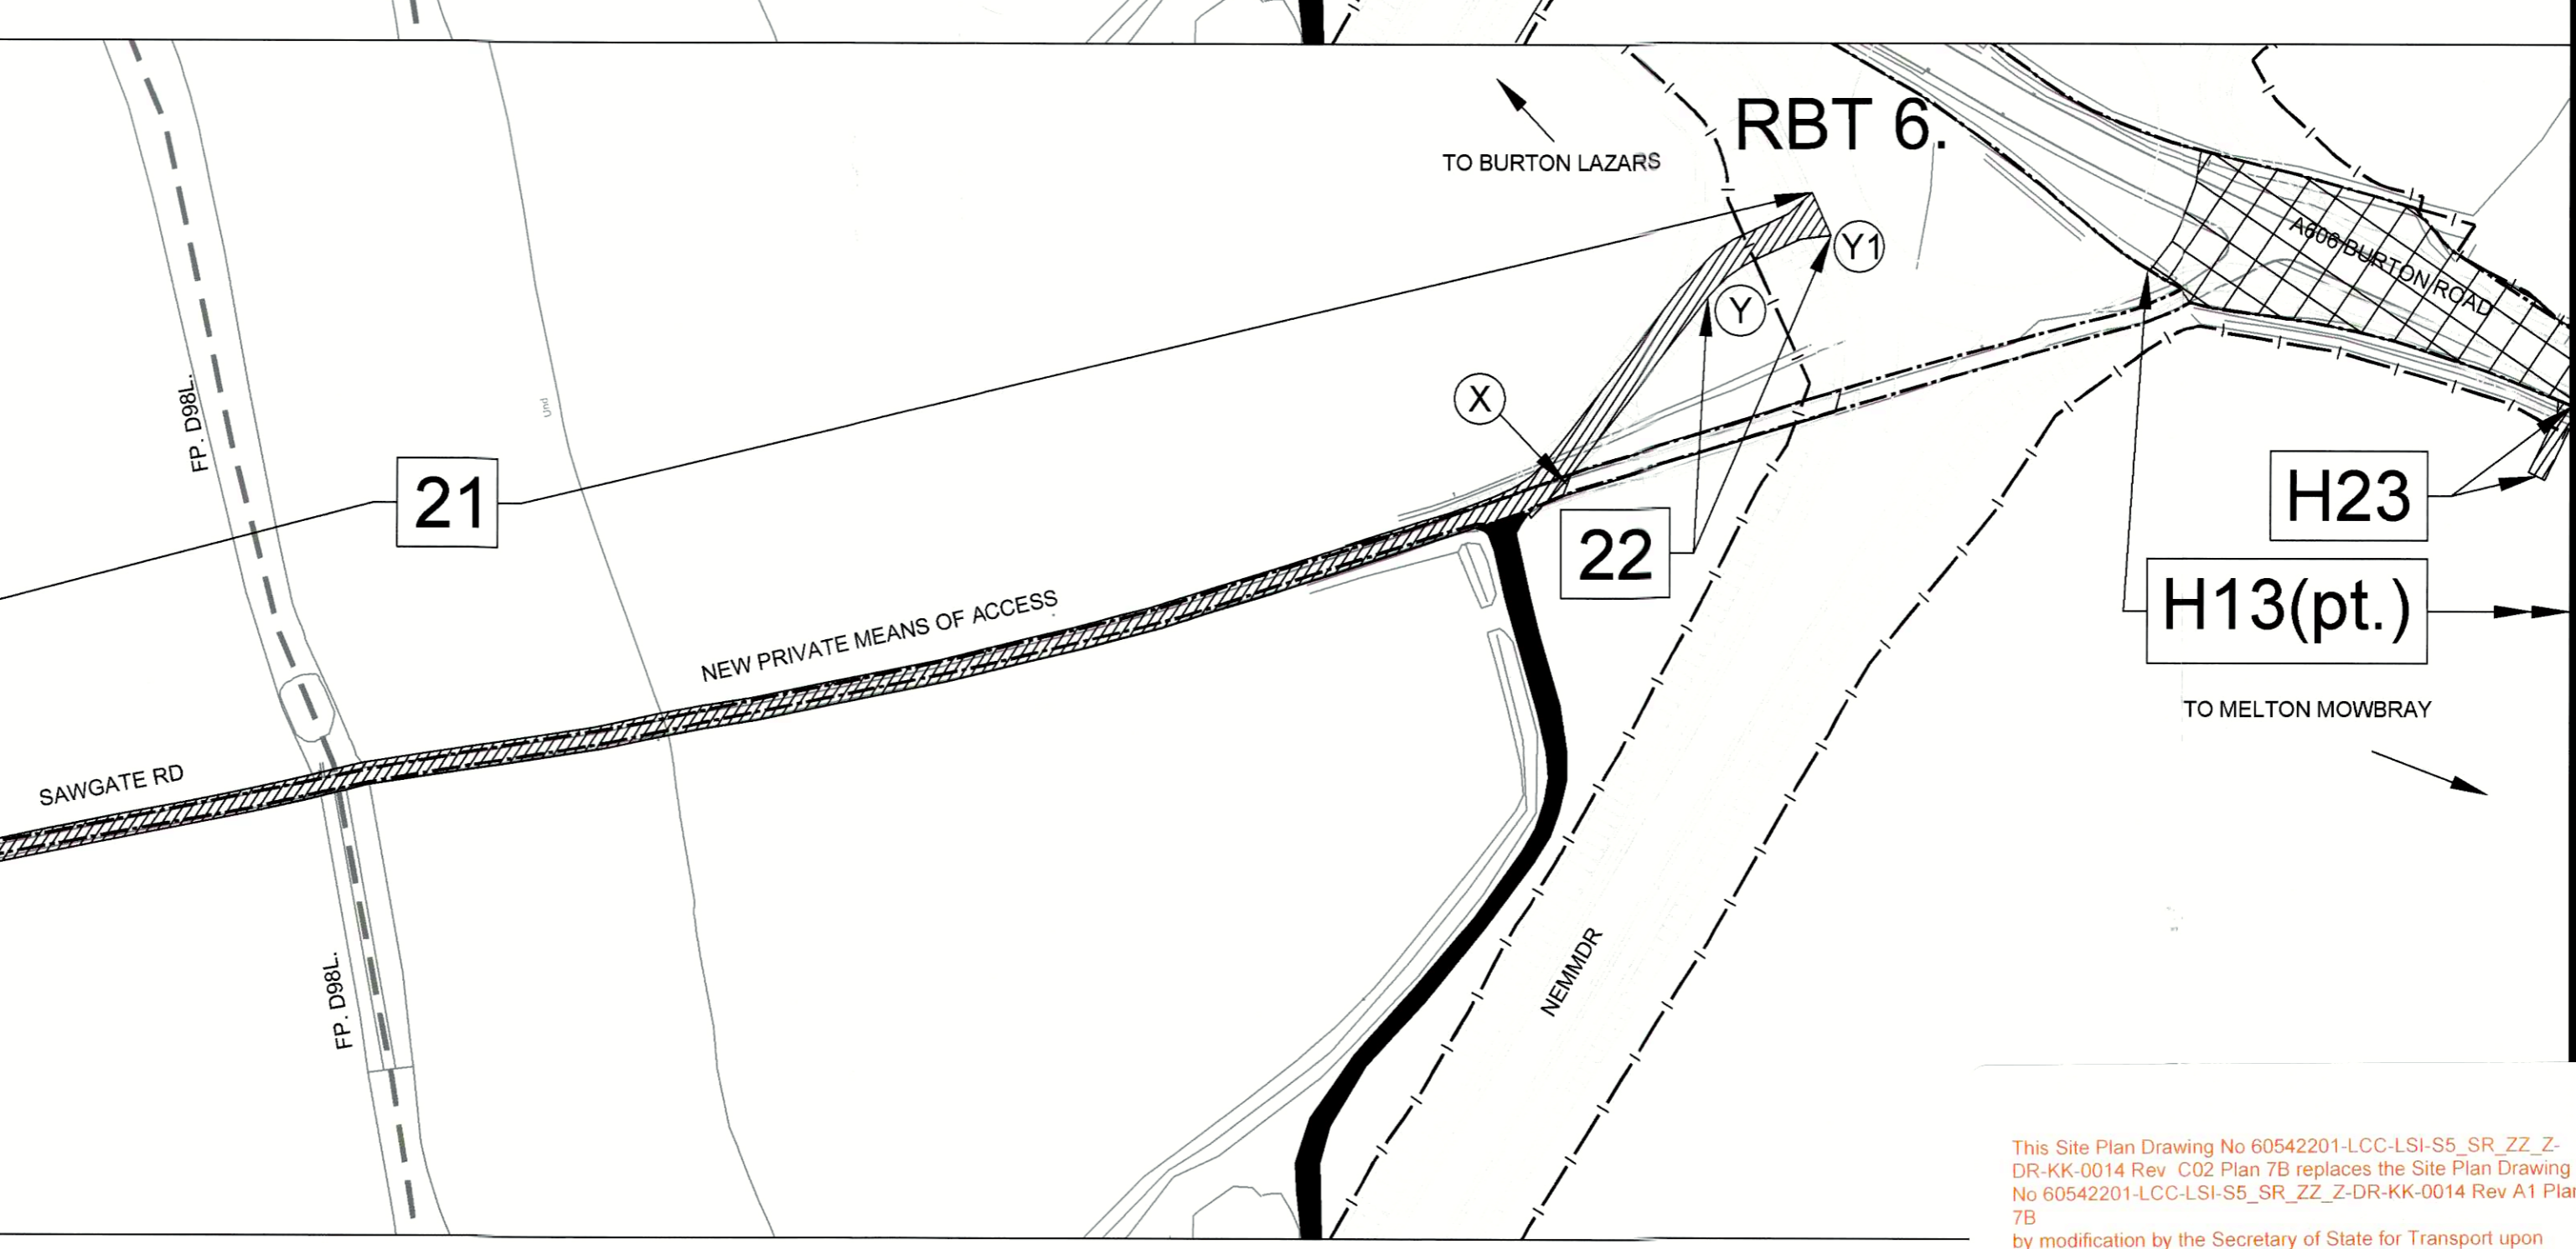 RBT 6.
TO BURTON LAZARS
Y1
A606 BURTON ROAD
Y
FP. D98L.
X
Und
21
H23
22
H13(pt.)
NEW PRIVATE MEANS OF ACCESS
TO MELTON MOWBRAY
SAWGATE RD
NEMMDR
FP. D98L.
This Site Plan Drawing No 60542201-LCC-LSI-S5_SR_ZZ_Z-
DR-KK-0014 Rev C02 Plan 7B replaces the Site Plan Drawing
No 60542201-LCC-LSI-S5_SR_ZZ_Z-DR-KK-0014 Rev A1 Plan
7B
by modification by the Secretary of State for Transport upon